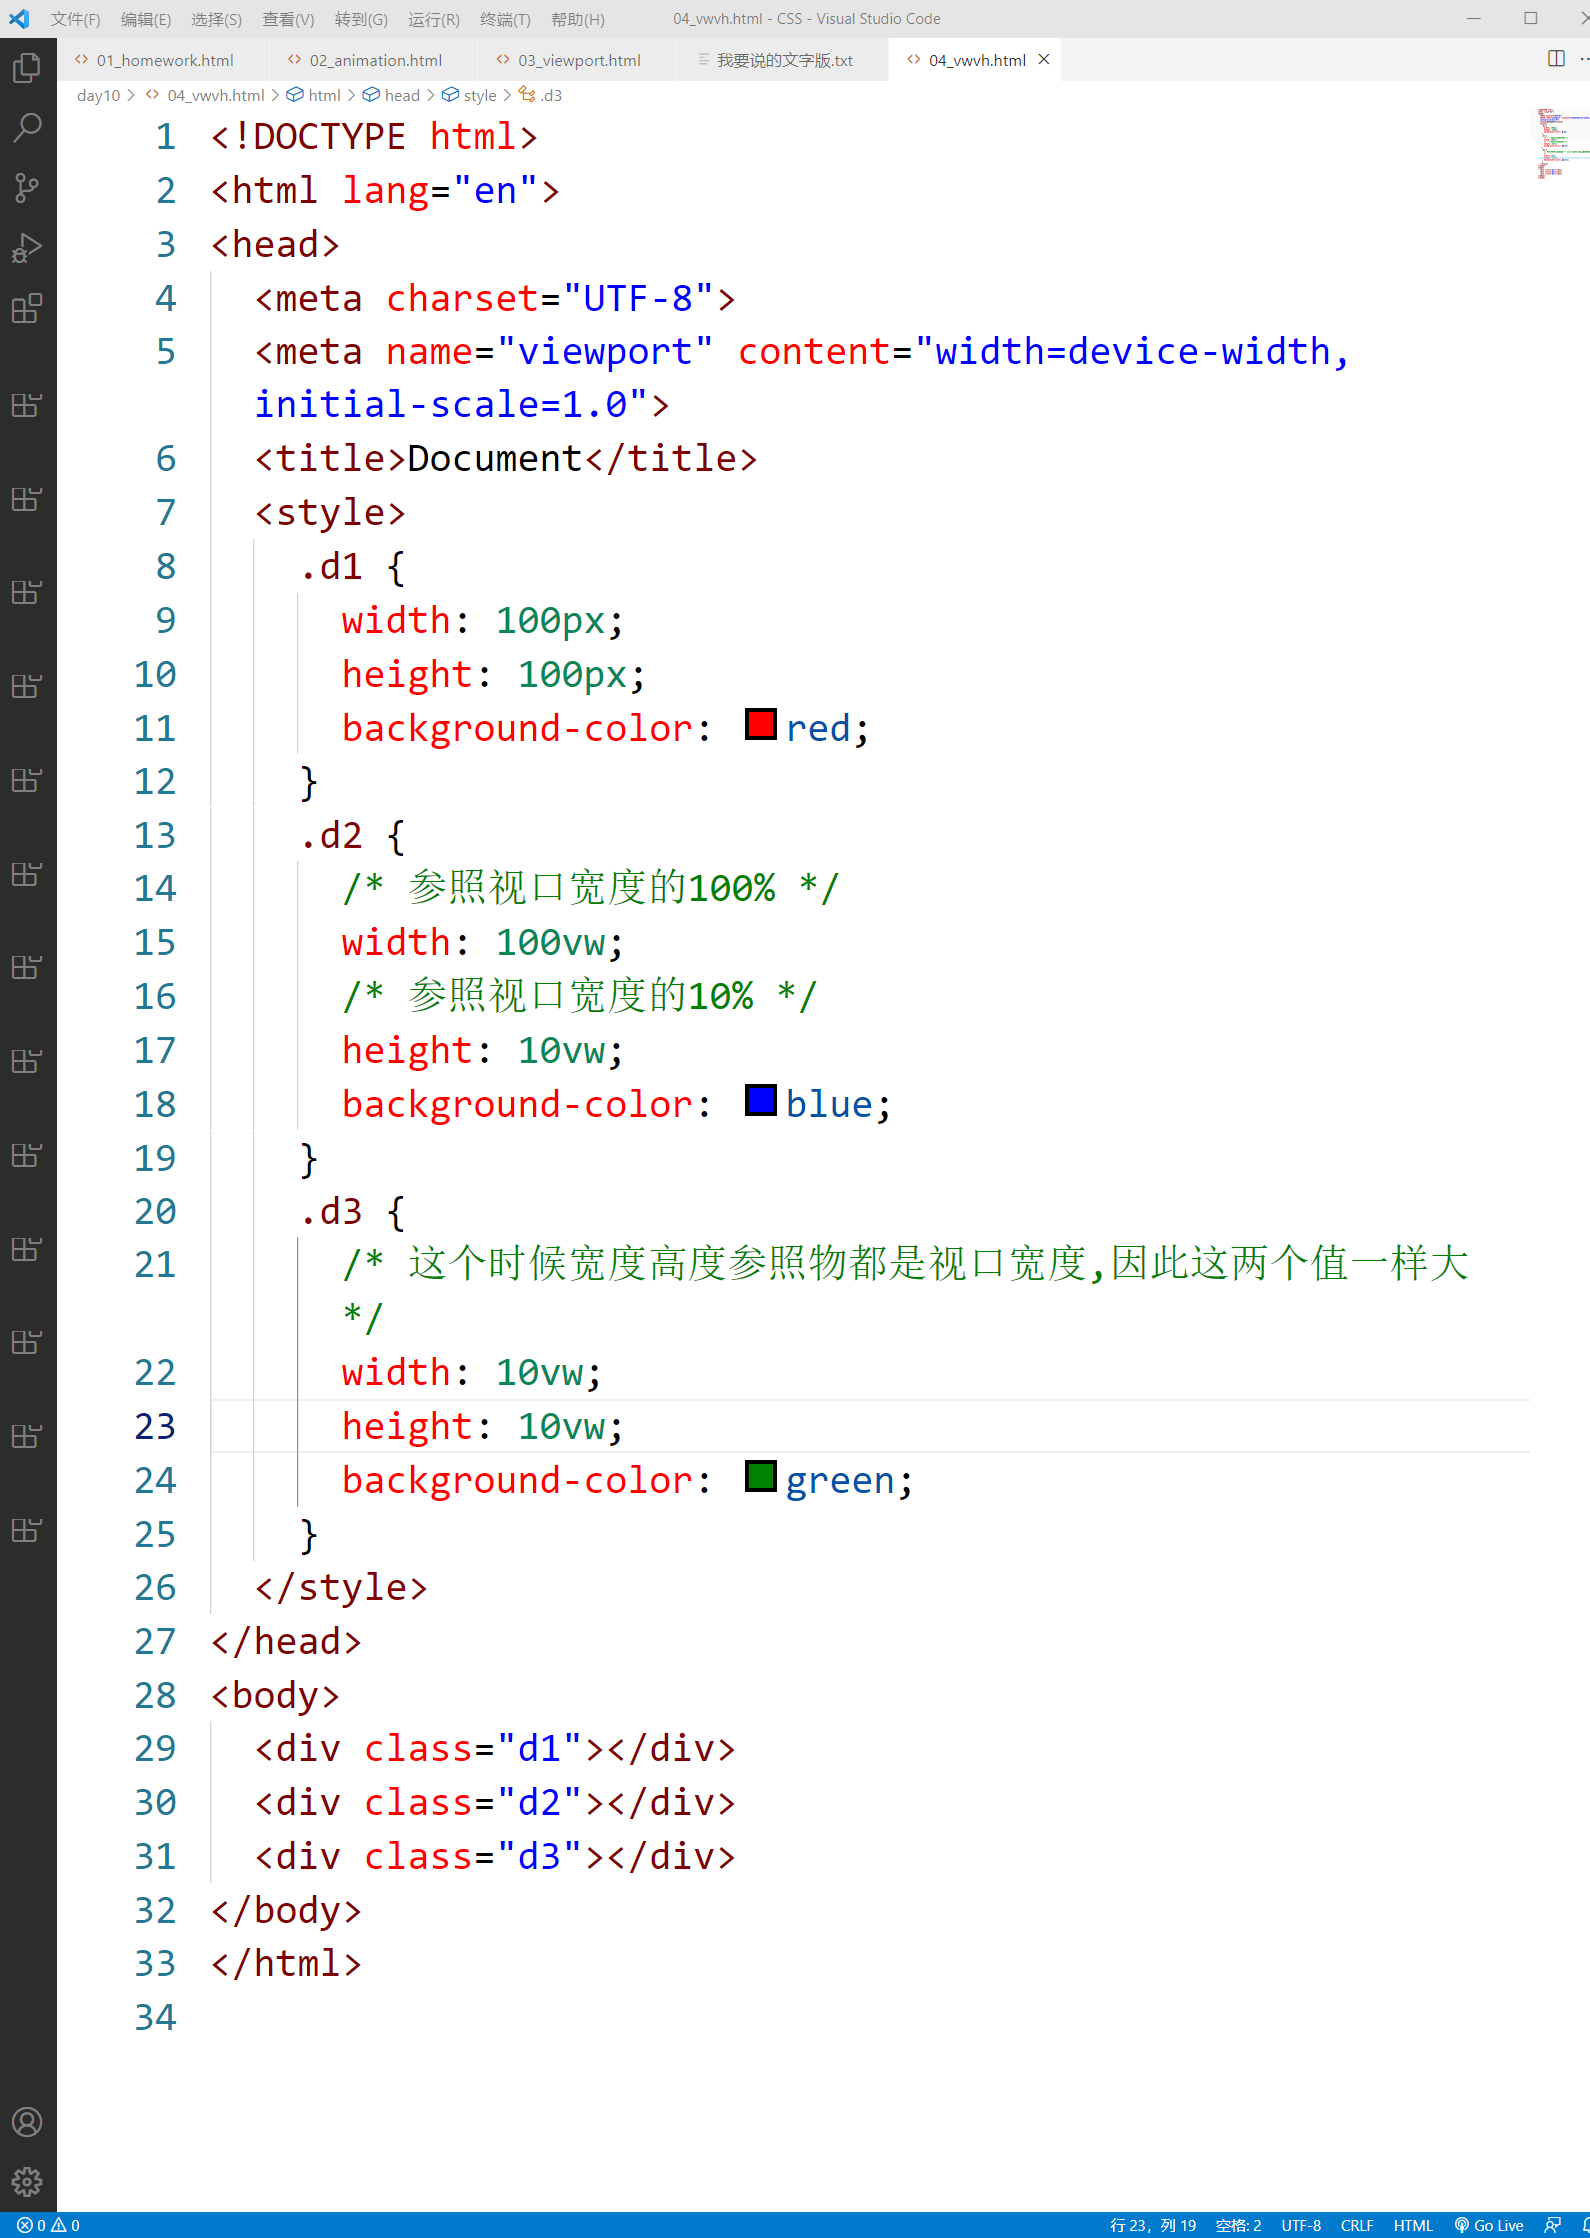 文件(F) 编辑(E) 选择(S) 查看(V) 转到(G) 运行(R) 终端(T) 帮助(H) 04_vwvh.html - CSS - Visual Studio Code
01_homework.html 02_animation.html 03_viewport.html 我要说的文字版.txt 04_vwvh.html
day10 > 04_vwvh.html > html > head > style > .d3
1 <!DOCTYPE html>
2 <html lang="en">
3 <head>
4 <meta charset="UTF-8">
5 <meta name="viewport" content="width=device-width,
initial-scale=1.0">
6 <title>Document</title>
7 <style>
8 .d1 {
9 width: 100px;
10 height: 100px;
11 background-color: red;
12 }
13 .d2 {
14 /* 参照视口宽度的100% */
15 width: 100vw;
16 /* 参照视口宽度的10% */
17 height: 10vw;
18 background-color: blue;
19 }
20 .d3 {
21 /* 这个时候宽度高度参照物都是视口宽度,因此这两个值一样大
*/
22 width: 10vw;
23 height: 10vw;
24 background-color: green;
25 }
26 </style>
27 </head>
28 <body>
29 <div class="d1"></div>
30 <div class="d2"></div>
31 <div class="d3"></div>
32 </body>
33 </html>
34
0 0 行 23，列 19 空格: 2 UTF-8 CRLF HTML Go Live